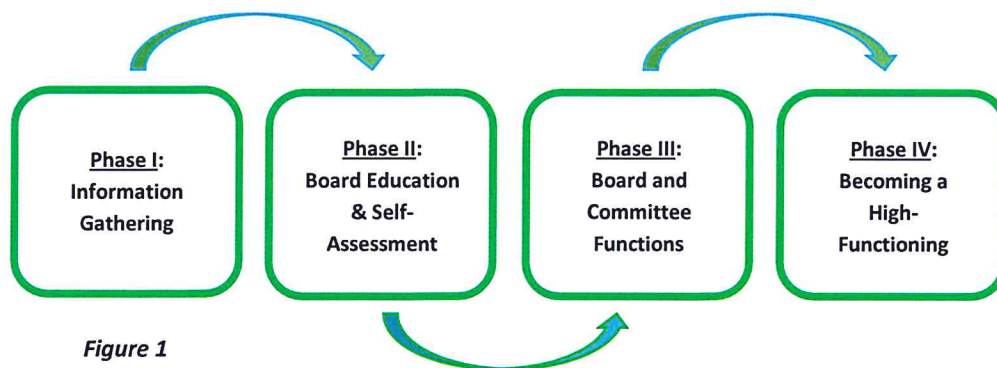 Phase I:
Information
Gathering
Phase II:
Board Education
& Self-
Assessment
Phase III:
Board and
Committee
Functions
Phase IV:
Becoming a
High-
Functioning
Figure 1